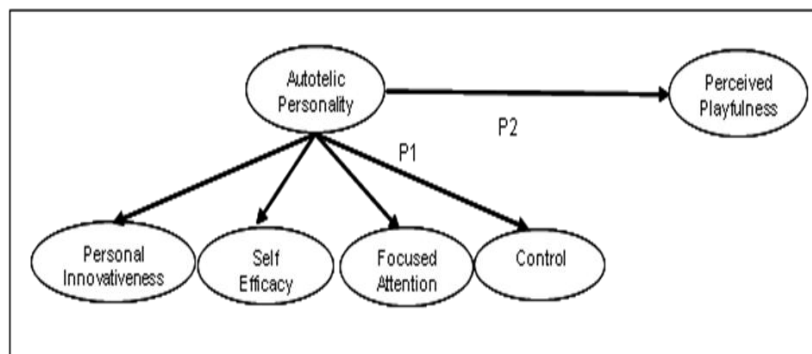 Autotelic
Personality
Perceived
Playfulness
P2
P1
Personal
Innovativeness
Self
Efficacy
Focused
Attention
Control